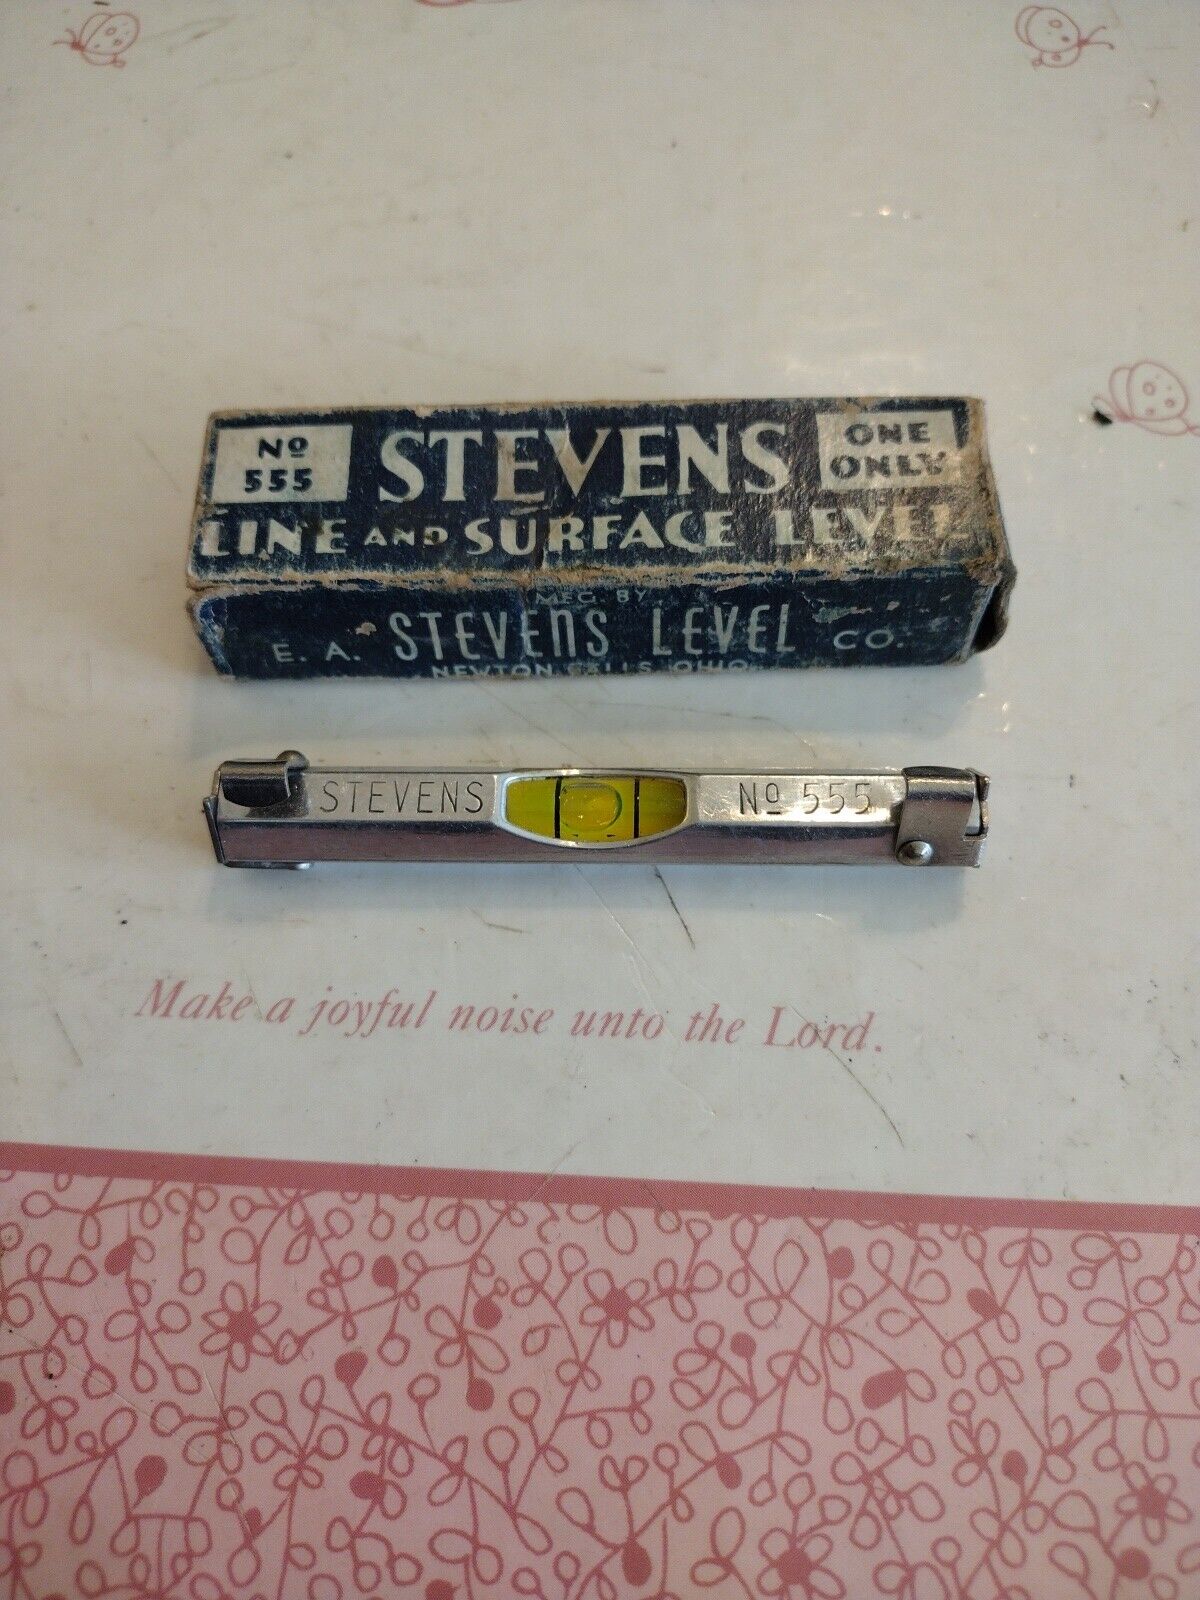 Nº
555
STEVENS
ONE
ONLY
LINE AND SURFACE LEVEL
MFG. BY
E. A. STEVENS LEVEL CO.
NEWTON FALLS, OHIO
STEVENS Nº 555
Make a joyful noise unto the Lord.